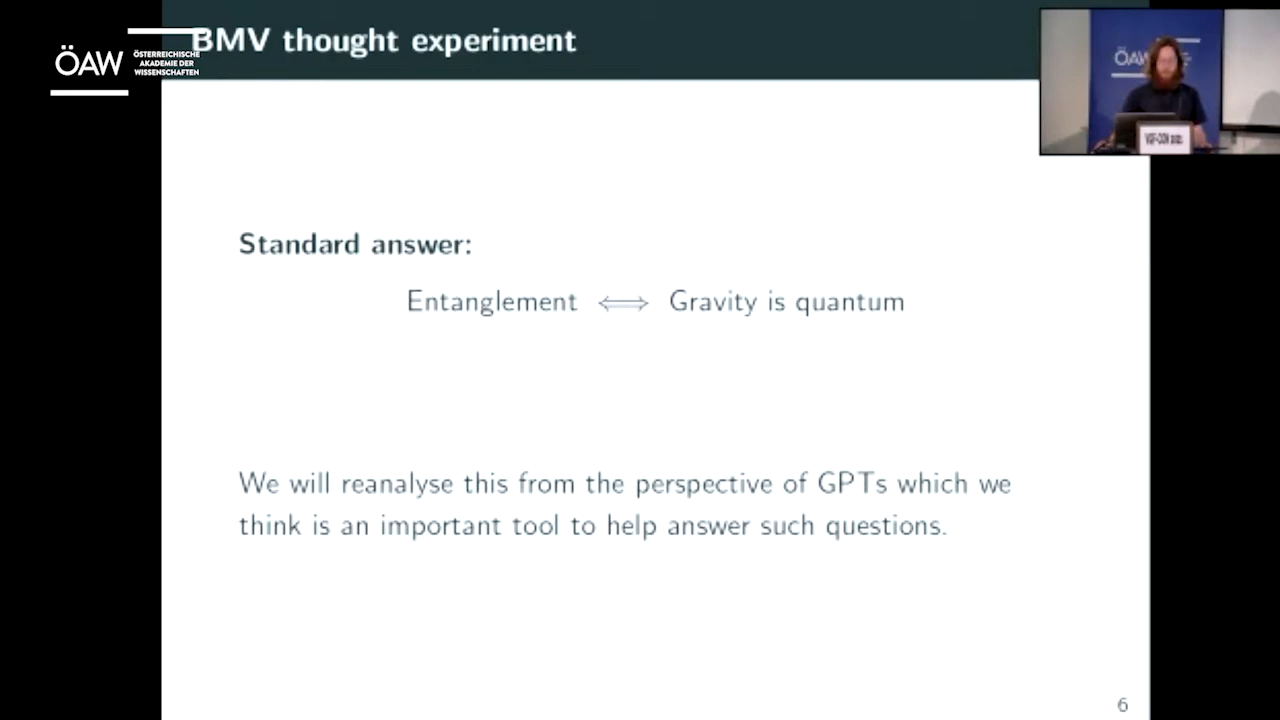 BMV thought experiment
ÖAW
ÖSTERREICHISCHE
AKADEMIE DER
WISSENSCHAFTEN
ÖAW
Standard answer:
Entanglement ⟺ Gravity is quantum
We will reanalyse this from the perspective of GPTs which we
think is an important tool to help answer such questions.
6